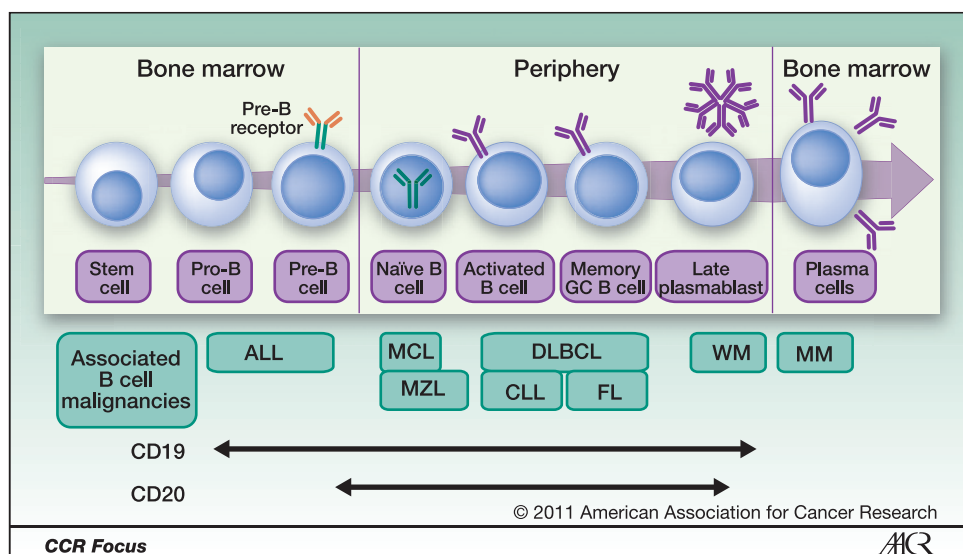 Bone marrow
Periphery
Bone marrow
Pre-B
receptor
Stem
cell
Pro-B
cell
Pre-B
cell
Naïve B
cell
Activated
B cell
Memory
GC B cell
Late
plasmablast
Plasma
cells
Associated
B cell
malignancies
ALL
MCL
MZL
DLBCL
CLL
FL
WM
MM
CD19
CD20
© 2011 American Association for Cancer Research
CCR Focus
AACR